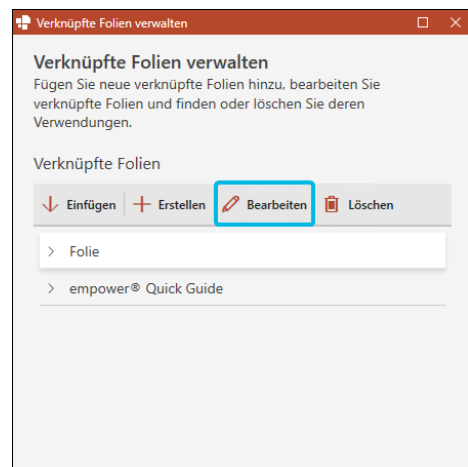 Verknüpfte Folien verwalten
Verknüpfte Folien verwalten
Fügen Sie neue verknüpfte Folien hinzu, bearbeiten Sie
verknüpfte Folien und finden oder löschen Sie deren
Verwendungen.
Verknüpfte Folien
Einfügen Erstellen Bearbeiten Löschen
Folie
empower® Quick Guide